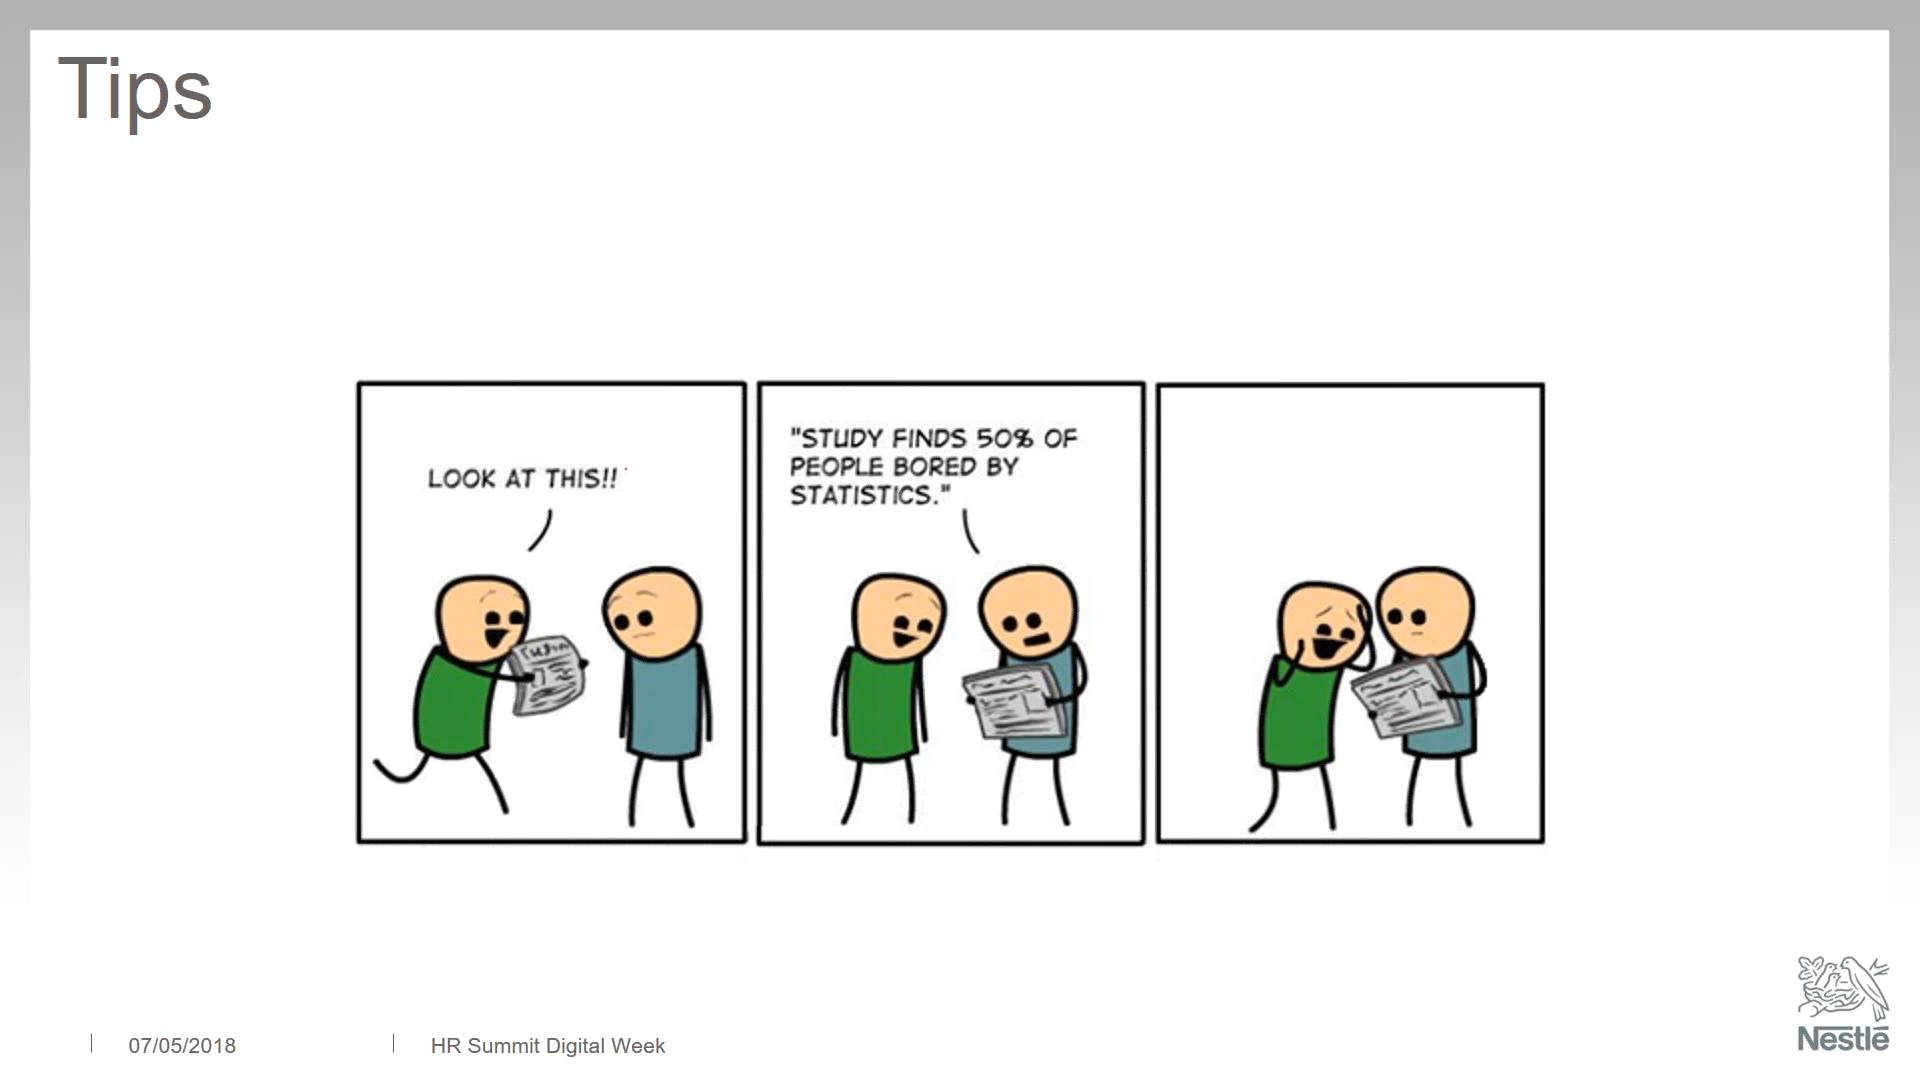 Tips
LOOK AT THIS!!
"STUDY FINDS 50% OF
PEOPLE BORED BY
STATISTICS."
07/05/2018
HR Summit Digital Week
Nestlé